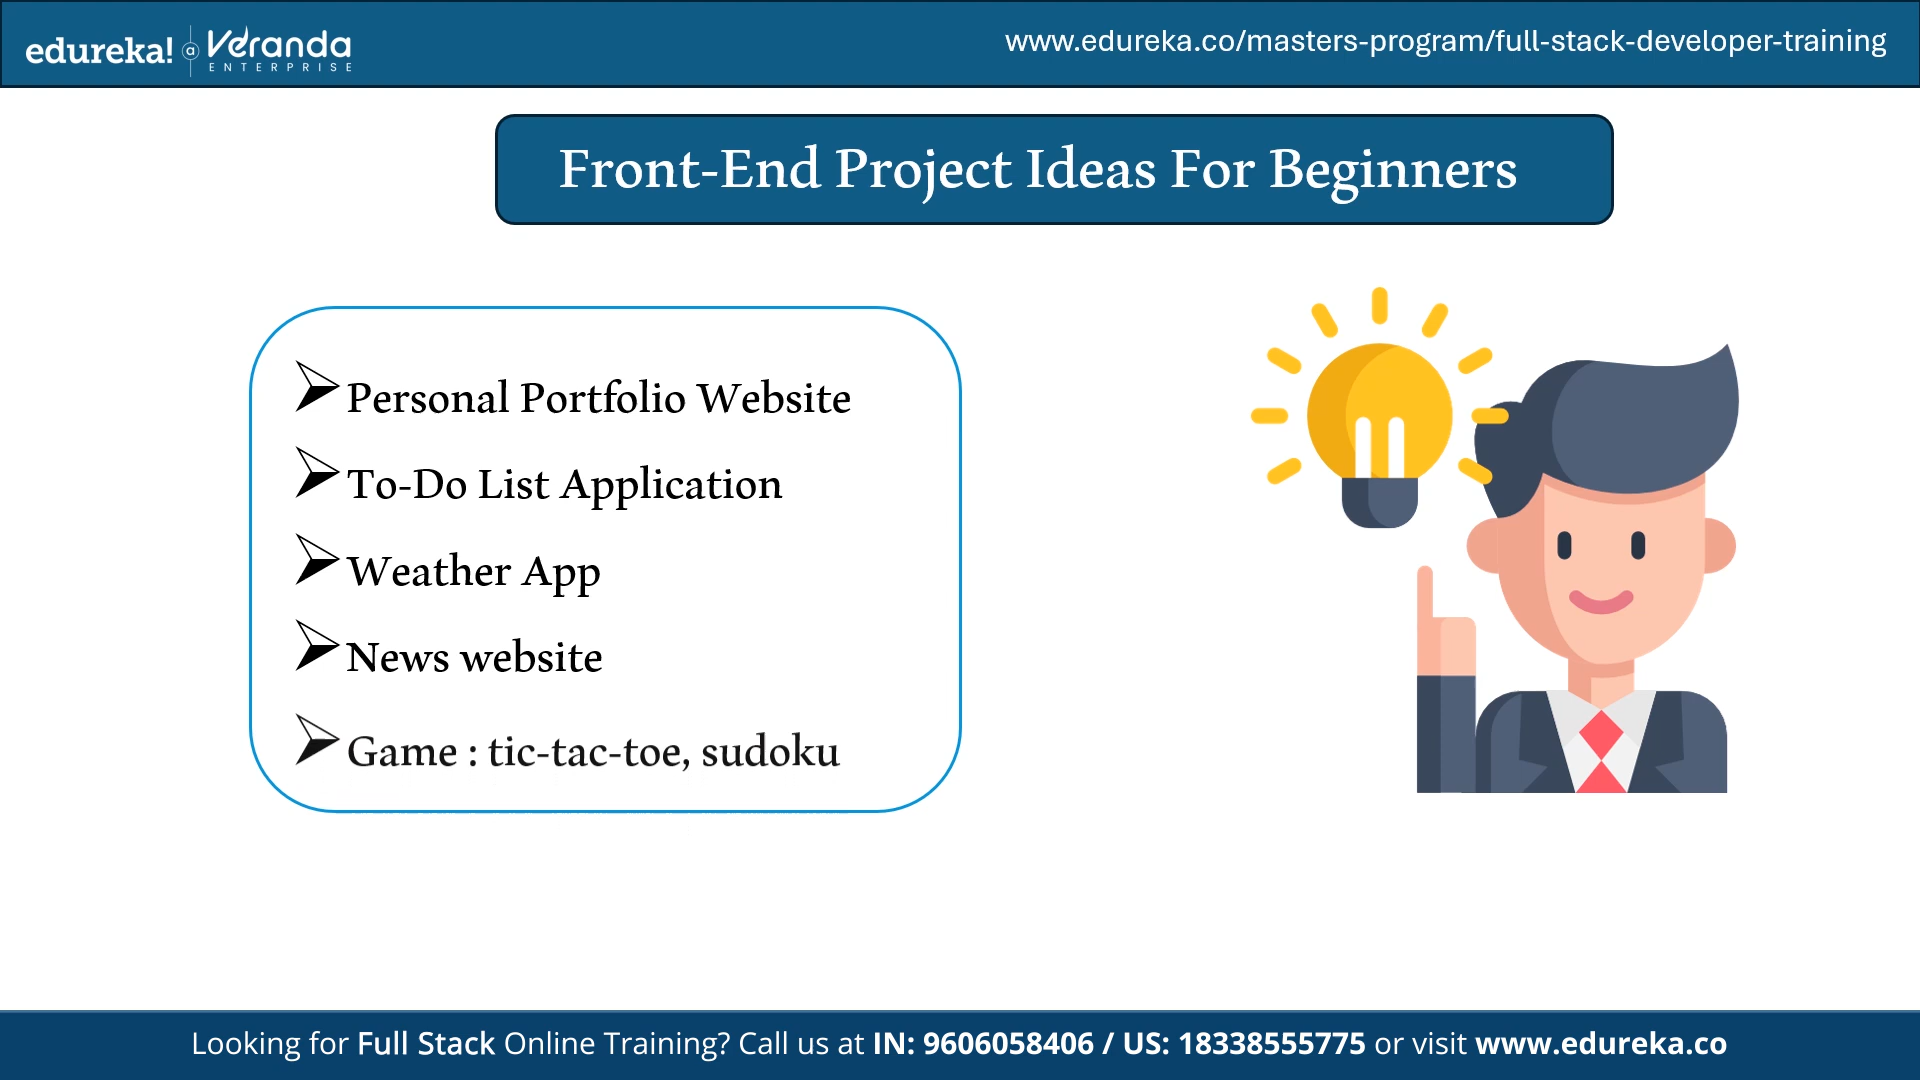 edureka! a Veranda
ENTERPRISE
www.edureka.co/masters-program/full-stack-developer-training
Front-End Project Ideas For Beginners
Personal Portfolio Website
To-Do List Application
Weather App
News website
Game : tic-tac-toe, sudoku
Looking for Full Stack Online Training? Call us at IN: 9606058406 / US: 18338555775 or visit www.edureka.co